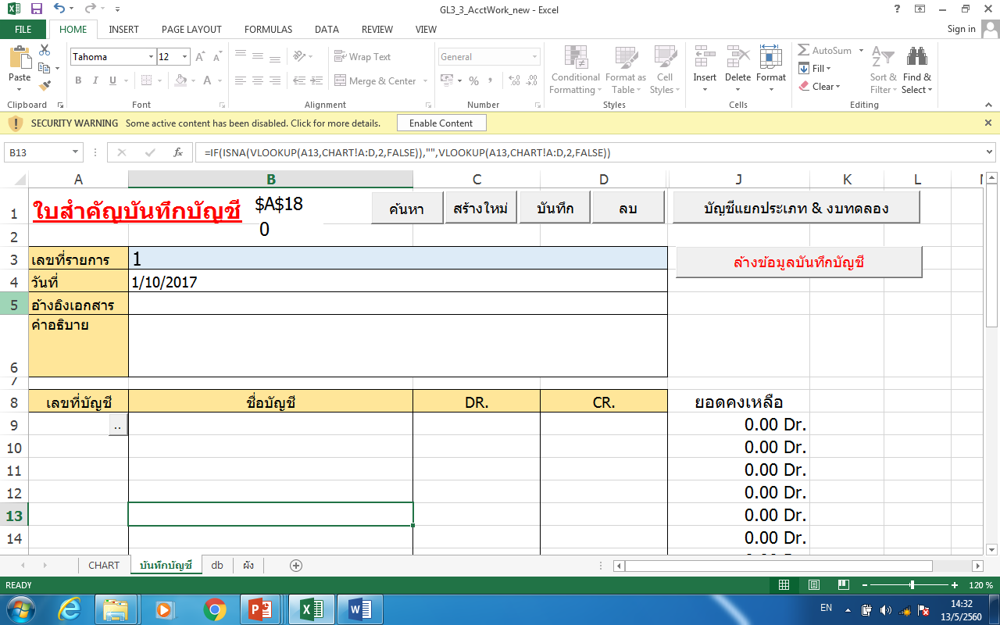 GL3_3_AcctWork_new - Excel
FILE HOME INSERT PAGE LAYOUT FORMULAS DATA REVIEW VIEW Sign in
Tahoma 12 Wrap Text General AutoSum
Paste Conditional Formatting Format as Table Cell Styles Insert Delete Format Fill Sort & Filter Find & Select
B I U A Merge & Center % Clear
Clipboard Font Alignment Number Styles Cells Editing
SECURITY WARNING Some active content has been disabled. Click for more details. Enable Content
B13 fx =IF(ISNA(VLOOKUP(A13,CHART!A:D,2,FALSE)),"",VLOOKUP(A13,CHART!A:D,2,FALSE))
A B C D J K L
1 ใบสำคัญบันทึกบัญชี $A$18 ค้นหา สร้างใหม่ บันทึก ลบ บัญชีแยกประเภท & งบทดลอง
2 0
3 เลขที่รายการ 1 ล้างข้อมูลบันทึกบัญชี
4 วันที่ 1/10/2017
5 อ้างอิงเอกสาร
6 คำอธิบาย
7
8 เลขที่บัญชี ชื่อบัญชี DR. CR. ยอดคงเหลือ
9 .. 0.00 Dr.
10 0.00 Dr.
11 0.00 Dr.
12 0.00 Dr.
13 0.00 Dr.
14 0.00 Dr.
CHART บันทึกบัญชี db ผัง
READY 120 %
EN 14:32
13/5/2560